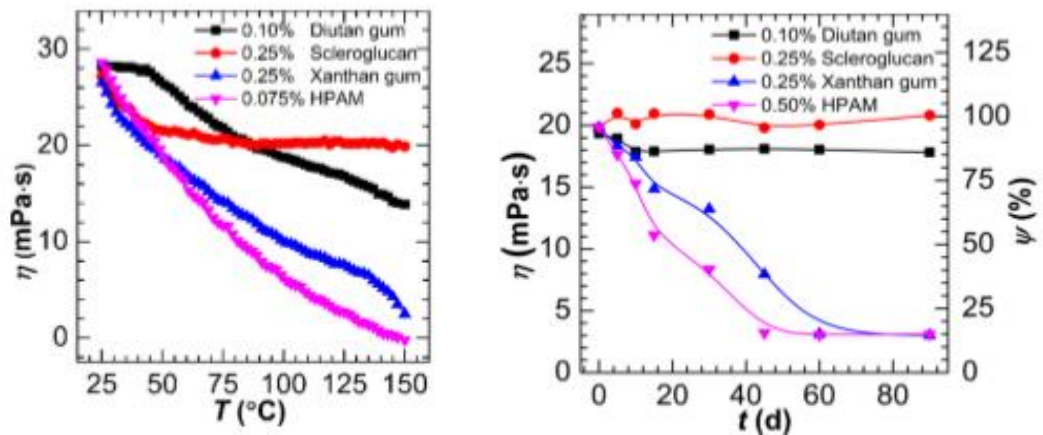 30
20
10
0
η (mPa·s)
0.10% Diutan gum
0.25% Scleroglucan
0.25% Xanthan gum
0.075% HPAM
25 50 75 100 125 150
T (°C)
25
20
15
10
5
0
η (mPa·s)
0.10% Diutan gum
0.25% Scleroglucan
0.25% Xanthan gum
0.50% HPAM
0 20 40 60 80
t (d)
125
100
75
50
25
0
ψ (%)